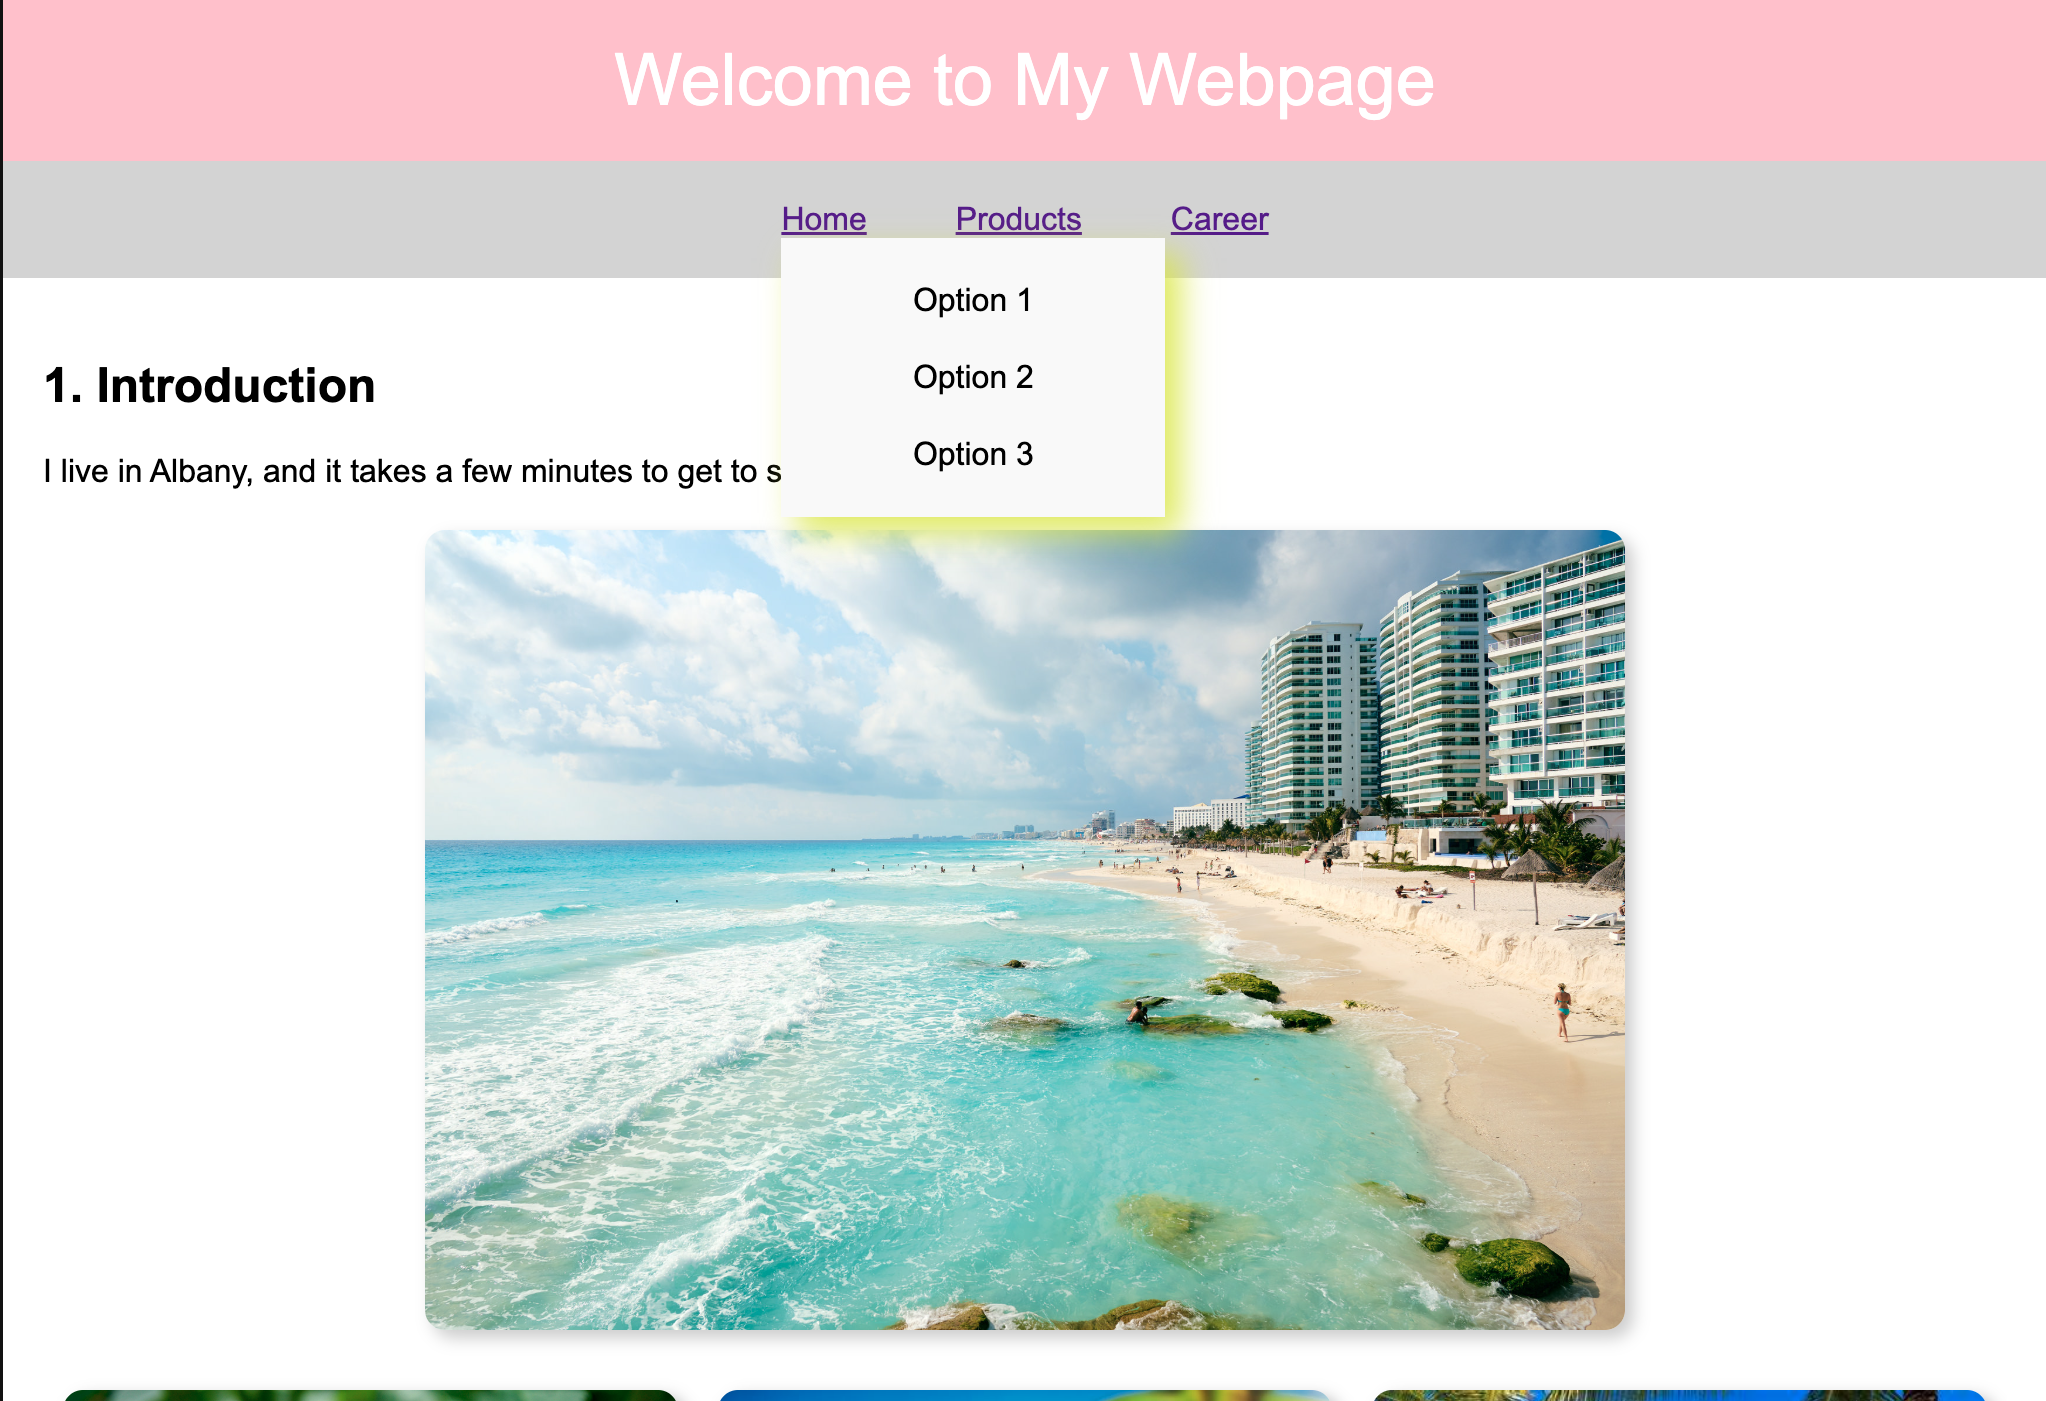 Welcome to My Webpage
Home Products Career
Option 1
Option 2
Option 3
1. Introduction
I live in Albany, and it takes a few minutes to get to s